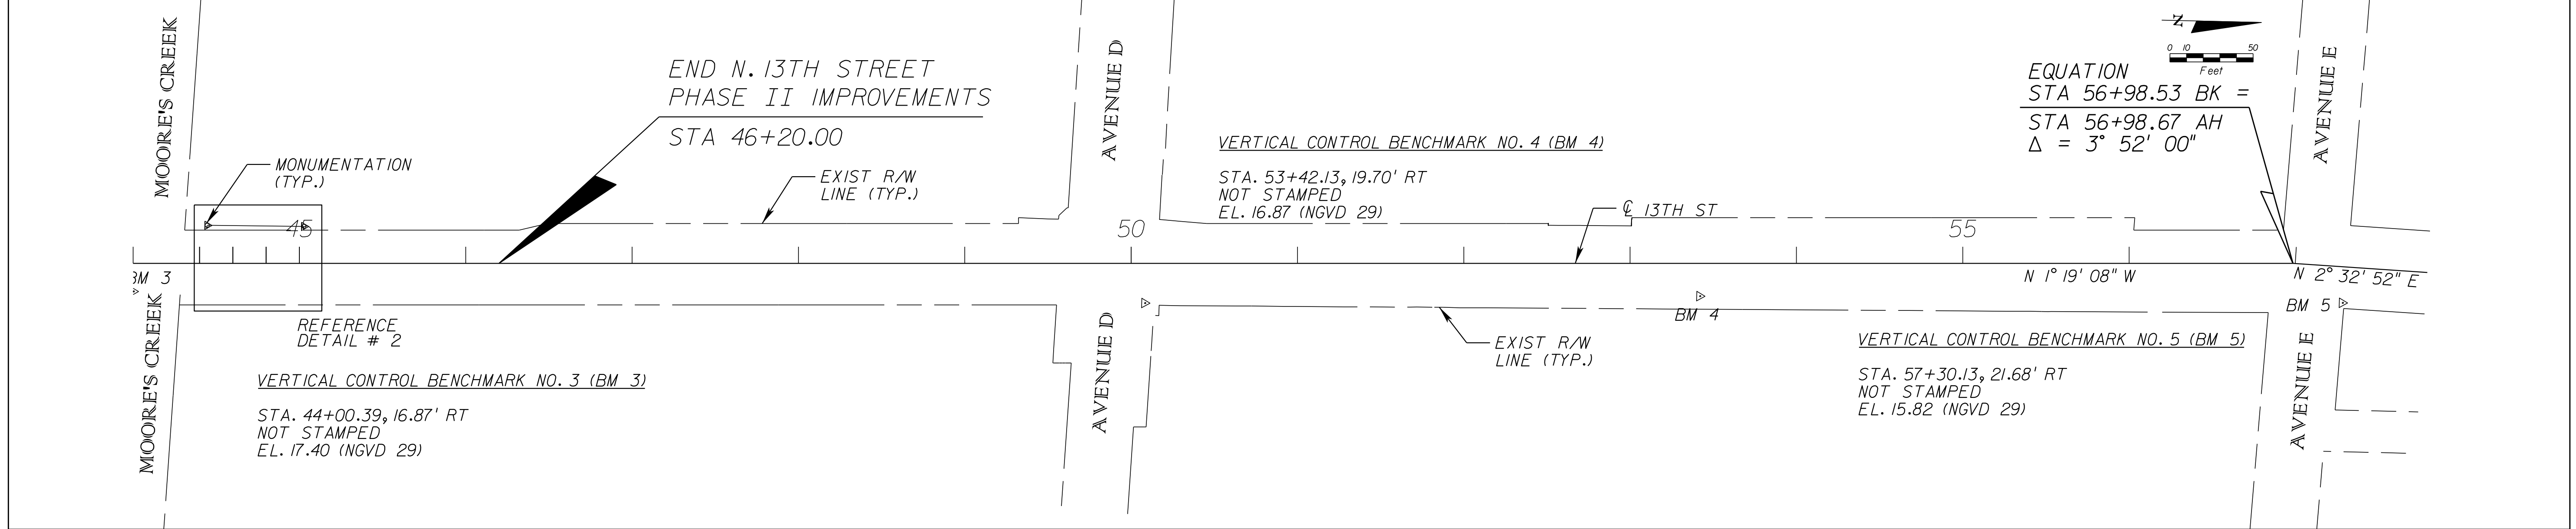 MOORE'S CREEK
END N. 13TH STREET
PHASE II IMPROVEMENTS
STA 46+20.00
MONUMENTATION
(TYP.)
EXIST R/W
LINE (TYP.)
AVENUE D
VERTICAL CONTROL BENCHMARK NO. 4 (BM 4)
STA. 53+42.13, 19.70' RT
NOT STAMPED
EL. 16.87 (NGVD 29)
℄ 13TH ST
N
0 10 50
Feet
EQUATION
STA 56+98.53 BK =
STA 56+98.67 AH
Δ = 3° 52' 00"
AVENUE E
45
50
55
BM 3
N 1° 19' 08" W
N 2° 32' 52" E
MOORE'S CREEK
REFERENCE
DETAIL # 2
VERTICAL CONTROL BENCHMARK NO. 3 (BM 3)
STA. 44+00.39, 16.87' RT
NOT STAMPED
EL. 17.40 (NGVD 29)
AVENUE D
EXIST R/W
LINE (TYP.)
BM 4
BM 5
VERTICAL CONTROL BENCHMARK NO. 5 (BM 5)
STA. 57+30.13, 21.68' RT
NOT STAMPED
EL. 15.82 (NGVD 29)
AVENUE E